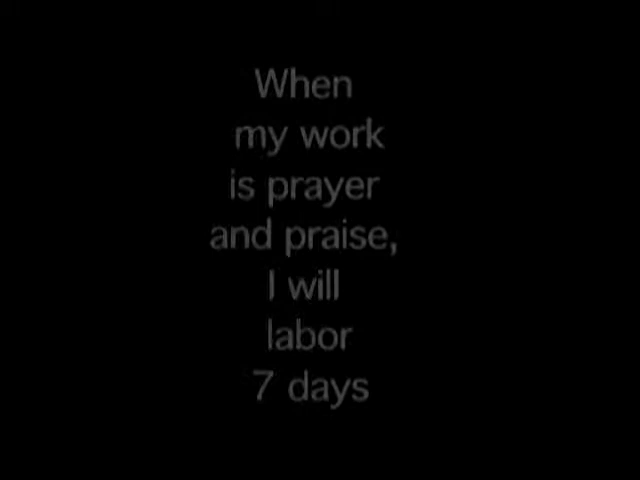 When
my work
is prayer
and praise,
I will
labor
7 days